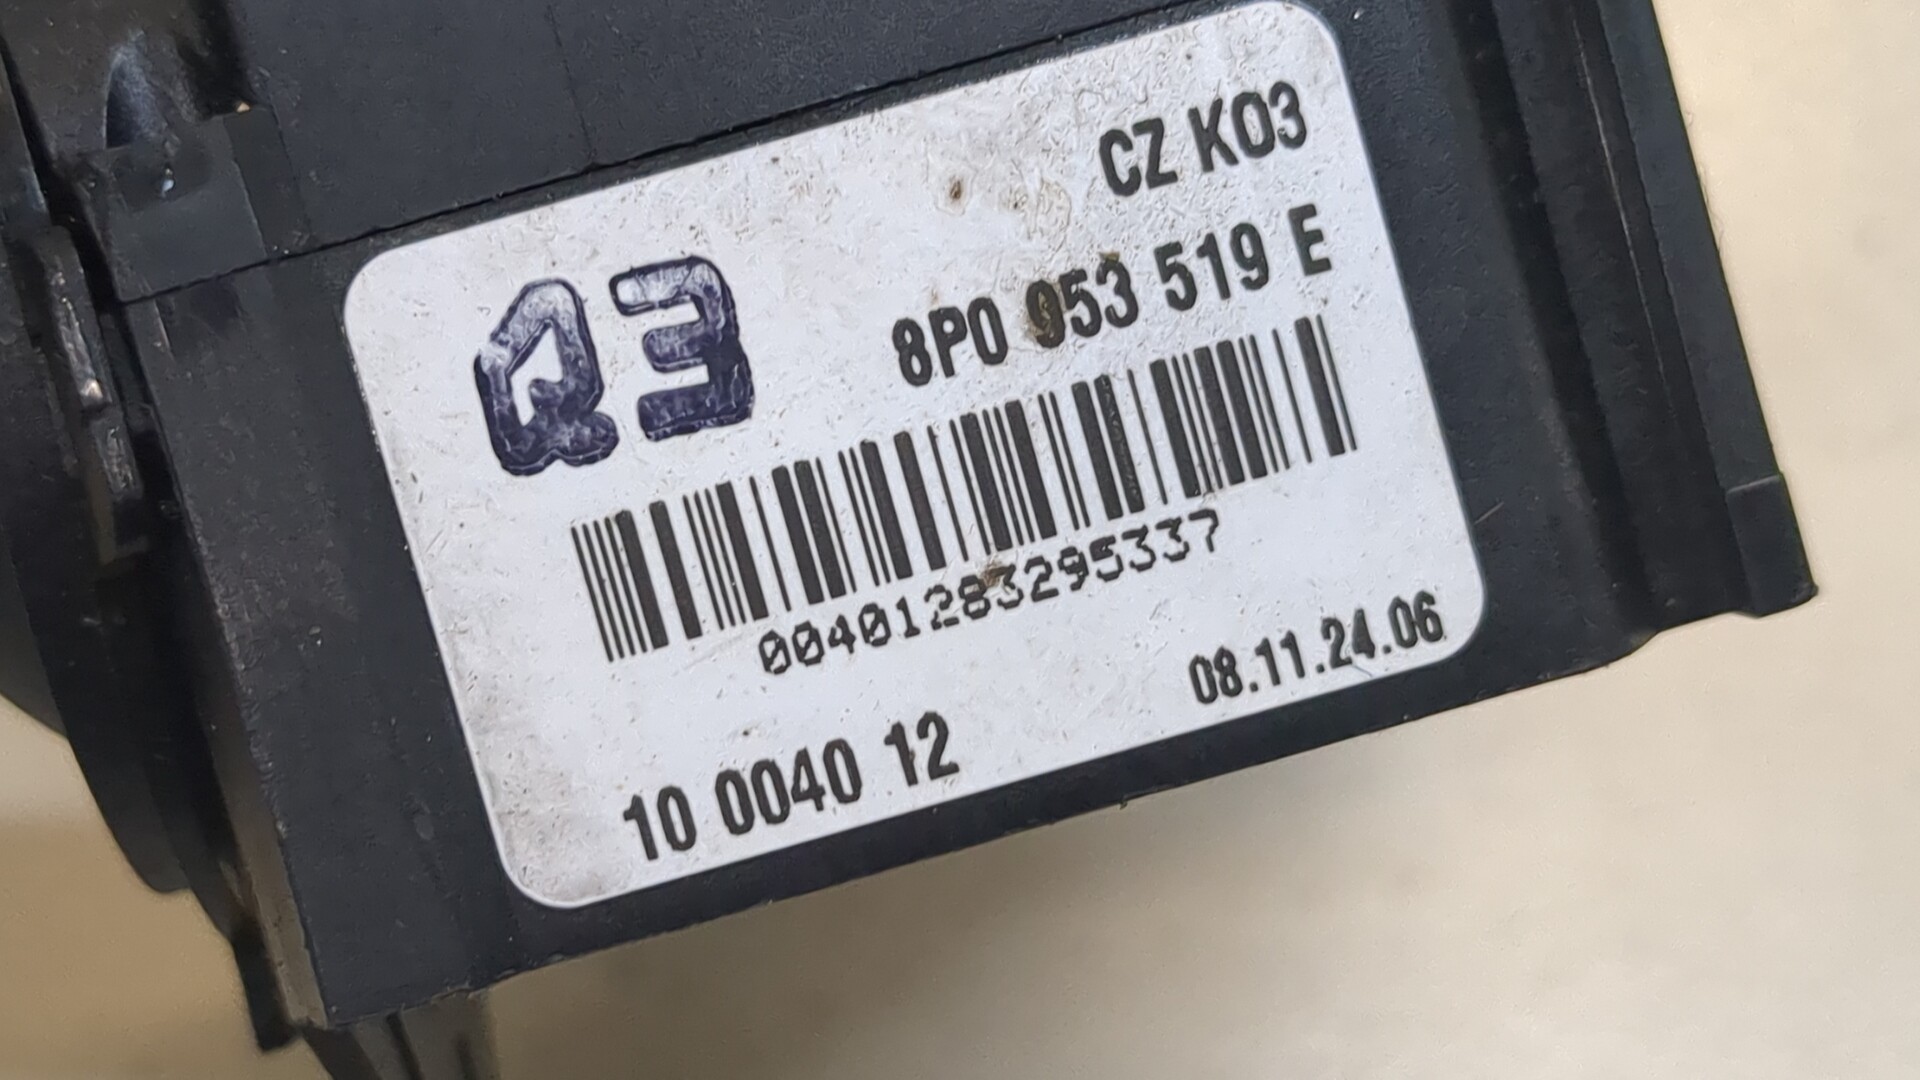 CZ K03
Q3
8P0 953 519 E
00401283295337
08.11.24.06
10 0040 12